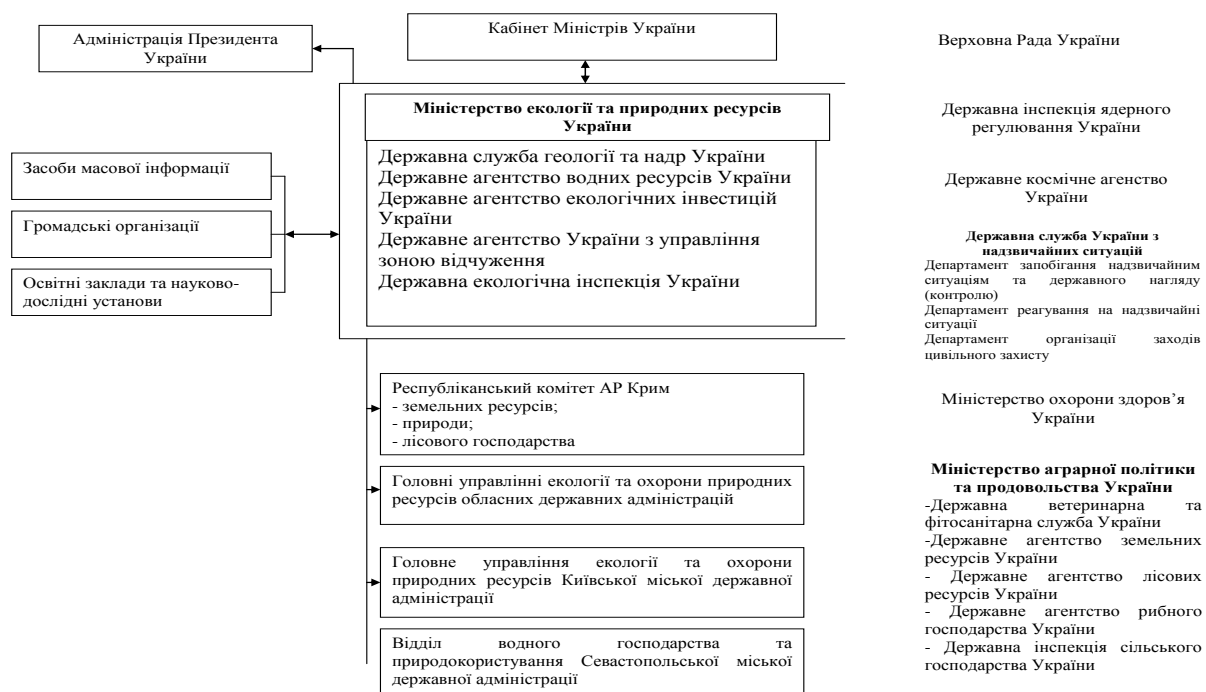 Адміністрація Президента
України
Кабінет Міністрів України
Верховна Рада України
Міністерство екології та природних ресурсів
України
Державна служба геології та надр України
Державне агентство водних ресурсів України
Державне агентство екологічних інвестицій
України
Державне агентство України з управління
зоною відчуження
Державна екологічна інспекція України
Засоби масової інформації
Громадські організації
Освітні заклади та науково-
дослідні установи
Республіканський комітет АР Крим
- земельних ресурсів;
- природи;
- лісового господарства
Головні управлінні екології та охорони природних
ресурсів обласних державних адміністрацій
Головне управління екології та охорони
природних ресурсів Київської міської державної
адміністрації
Відділ водного господарства та
природокористування Севастопольської міської
державної адміністрації
Державна інспекція ядерного
регулювання України
Державне космічне агенство
України
Державна служба України з
надзвичайних ситуацій
Департамент запобігання надзвичайним
ситуаціям та державного нагляду
(контролю)
Департамент реагування на надзвичайні
ситуації
Департамент організації заходів
цивільного захисту
Міністерство охорони здоров’я
України
Міністерство аграрної політики
та продовольства України
-Державна ветеринарна та
фітосанітарна служба України
-Державне агентство земельних
ресурсів України
- Державне агентство лісових
ресурсів України
- Державне агентство рибного
господарства України
- Державна інспекція сільського
господарства України